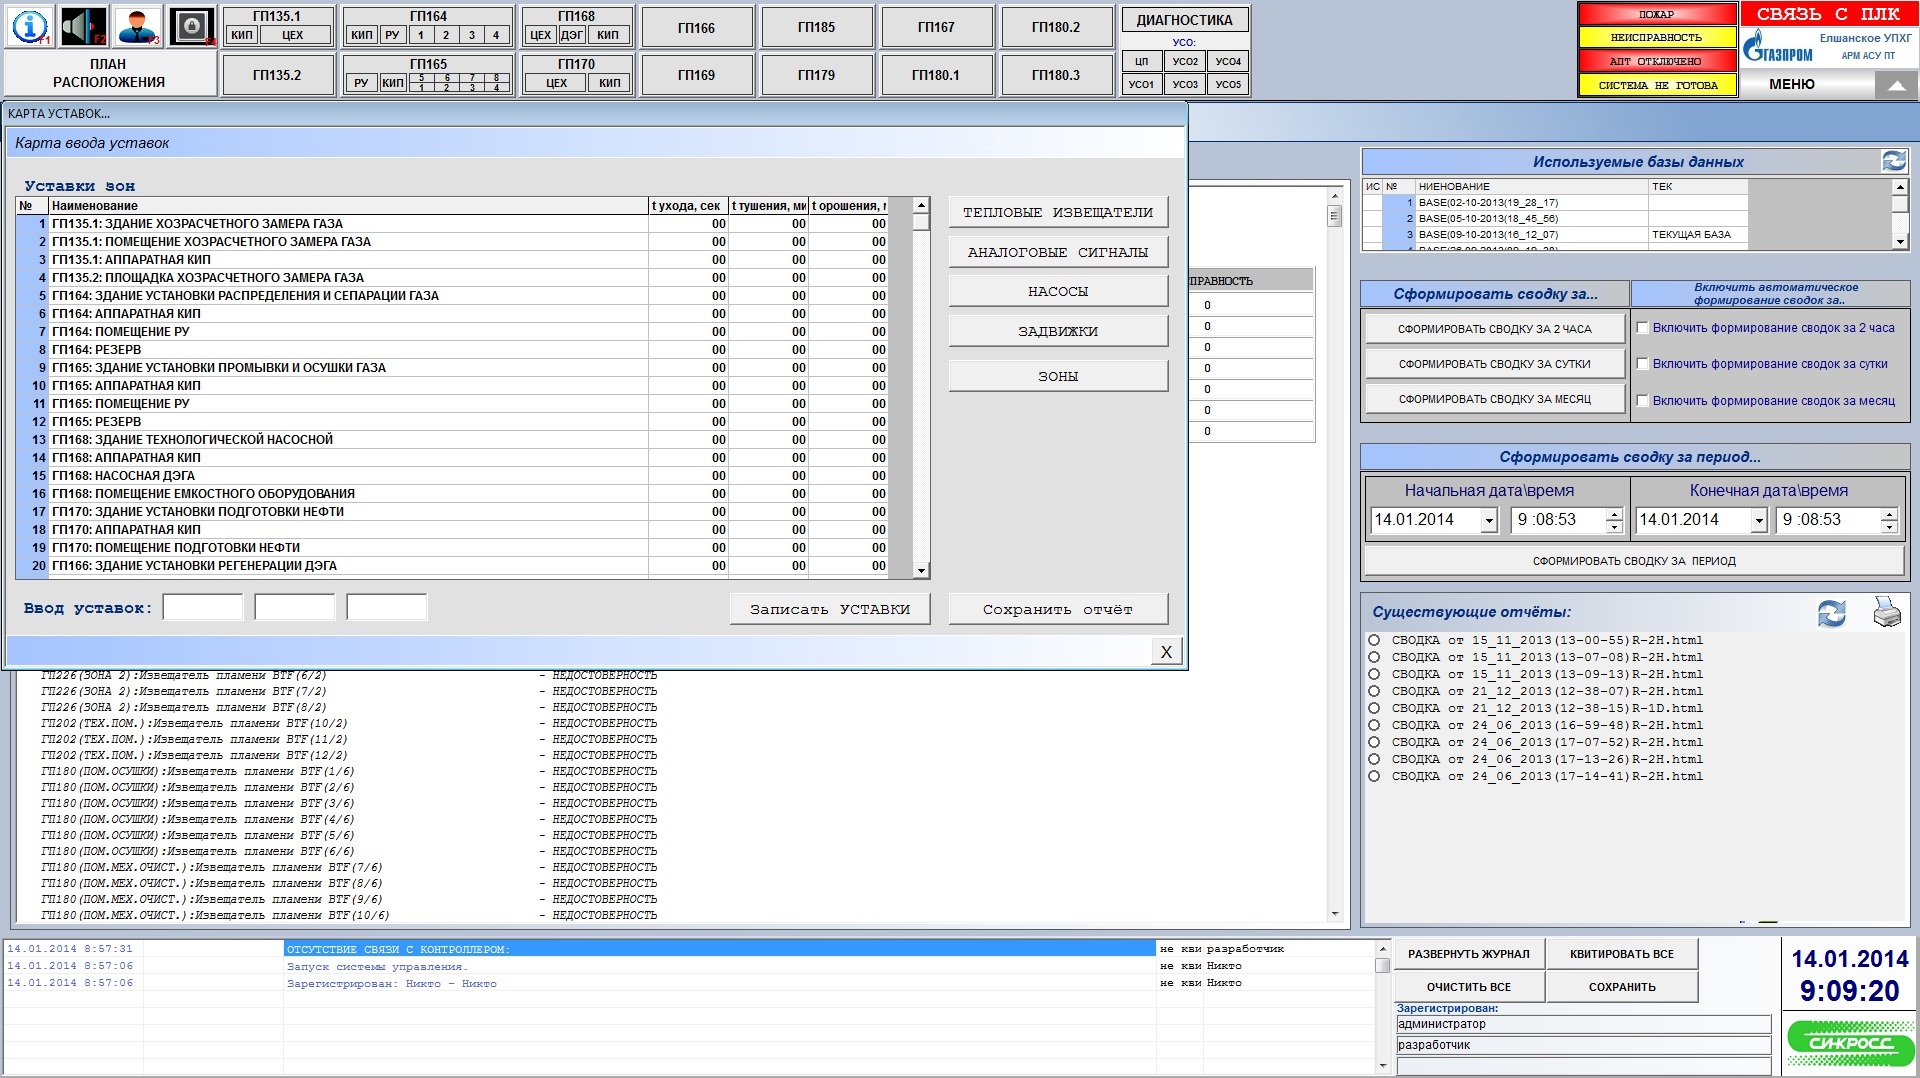 F1 F2 F3
ПЛАН РАСПОЛОЖЕНИЯ
ГП135.1
КИП ЦЕХ
ГП135.2
ГП164
КИП РУ 1 2 3 4
ГП165
РУ КИП 5 6 7 8
1 2 3 4
ГП168
ЦЕХ ДЭГ КИП
ГП170
ЦЕХ КИП
ГП166
ГП169
ГП185
ГП179
ГП167
ГП180.1
ГП180.2
ГП180.3
ДИАГНОСТИКА
УСО:
ЦП УСО2 УСО4
УСО1 УСО3 УСО5
ПОЖАР
НЕИСПРАВНОСТЬ
АПТ ОТКЛЮЧЕНО
СИСТЕМА НЕ ГОТОВА
СВЯЗЬ С ПЛК
ГАЗПРОМ
Елшанское УПХГ
АРМ АСУ ПТ
МЕНЮ
КАРТА УСТАВОК...
Карта ввода уставок
Уставки зон
№ Наименование t ухода, сек t тушения, ми t орошения,
1 ГП135.1: ЗДАНИЕ ХОЗРАСЧЕТНОГО ЗАМЕРА ГАЗА 00 00 00
2 ГП135.1: ПОМЕЩЕНИЕ ХОЗРАСЧЕТНОГО ЗАМЕРА ГАЗА 00 00 00
3 ГП135.1: АППАРАТНАЯ КИП 00 00 00
4 ГП135.2: ПЛОЩАДКА ХОЗРАСЧЕТНОГО ЗАМЕРА ГАЗА 00 00 00
5 ГП164: ЗДАНИЕ УСТАНОВКИ РАСПРЕДЕЛЕНИЯ И СЕПАРАЦИИ ГАЗА 00 00 00
6 ГП164: АППАРАТНАЯ КИП 00 00 00
7 ГП164: ПОМЕЩЕНИЕ РУ 00 00 00
8 ГП164: РЕЗЕРВ 00 00 00
9 ГП165: ЗДАНИЕ УСТАНОВКИ ПРОМЫВКИ И ОСУШКИ ГАЗА 00 00 00
10 ГП165: АППАРАТНАЯ КИП 00 00 00
11 ГП165: ПОМЕЩЕНИЕ РУ 00 00 00
12 ГП165: РЕЗЕРВ 00 00 00
13 ГП168: ЗДАНИЕ ТЕХНОЛОГИЧЕСКОЙ НАСОСНОЙ 00 00 00
14 ГП168: АППАРАТНАЯ КИП 00 00 00
15 ГП168: НАСОСНАЯ ДЭГА 00 00 00
16 ГП168: ПОМЕЩЕНИЕ ЕМКОСТНОГО ОБОРУДОВАНИЯ 00 00 00
17 ГП170: ЗДАНИЕ УСТАНОВКИ ПОДГОТОВКИ НЕФТИ 00 00 00
18 ГП170: АППАРАТНАЯ КИП 00 00 00
19 ГП170: ПОМЕЩЕНИЕ ПОДГОТОВКИ НЕФТИ 00 00 00
20 ГП166: ЗДАНИЕ УСТАНОВКИ РЕГЕНЕРАЦИИ ДЭГА 00 00 00
ТЕПЛОВЫЕ ИЗВЕЩАТЕЛИ
АНАЛОГОВЫЕ СИГНАЛЫ
НАСОСЫ
ЗАДВИЖКИ
ЗОНЫ
Ввод уставок:
Записать УСТАВКИ
Сохранить отчёт
X
ПРАВНОСТЬ
0
0
0
0
0
0
0
ГП226(ЗОНА 2):Извещатель пламени BTF(6/2) - НЕДОСТОВЕРНОСТЬ
ГП226(ЗОНА 2):Извещатель пламени BTF(7/2) - НЕДОСТОВЕРНОСТЬ
ГП226(ЗОНА 2):Извещатель пламени BTF(8/2) - НЕДОСТОВЕРНОСТЬ
ГП202(ТЕХ.ПОМ.):Извещатель пламени BTF(10/2) - НЕДОСТОВЕРНОСТЬ
ГП202(ТЕХ.ПОМ.):Извещатель пламени BTF(11/2) - НЕДОСТОВЕРНОСТЬ
ГП202(ТЕХ.ПОМ.):Извещатель пламени BTF(12/2) - НЕДОСТОВЕРНОСТЬ
ГП180(ПОМ.ОСУШКИ):Извещатель пламени BTF(1/6) - НЕДОСТОВЕРНОСТЬ
ГП180(ПОМ.ОСУШКИ):Извещатель пламени BTF(2/6) - НЕДОСТОВЕРНОСТЬ
ГП180(ПОМ.ОСУШКИ):Извещатель пламени BTF(3/6) - НЕДОСТОВЕРНОСТЬ
ГП180(ПОМ.ОСУШКИ):Извещатель пламени BTF(4/6) - НЕДОСТОВЕРНОСТЬ
ГП180(ПОМ.ОСУШКИ):Извещатель пламени BTF(5/6) - НЕДОСТОВЕРНОСТЬ
ГП180(ПОМ.ОСУШКИ):Извещатель пламени BTF(6/6) - НЕДОСТОВЕРНОСТЬ
ГП180(ПОМ.МЕХ.ОЧИСТ.):Извещатель пламени BTF(7/6) - НЕДОСТОВЕРНОСТЬ
ГП180(ПОМ.МЕХ.ОЧИСТ.):Извещатель пламени BTF(8/6) - НЕДОСТОВЕРНОСТЬ
ГП180(ПОМ.МЕХ.ОЧИСТ.):Извещатель пламени BTF(9/6) - НЕДОСТОВЕРНОСТЬ
ГП180(ПОМ.МЕХ.ОЧИСТ.):Извещатель пламени BTF(10/6) - НЕДОСТОВЕРНОСТЬ
Используемые базы данных
ИС № НИЕНОВАНИЕ ТЕК
1 BASE(02-10-2013(19_28_17)
2 BASE(05-10-2013(18_45_56)
3 BASE(09-10-2013(16_12_07) ТЕКУЩАЯ БАЗА
Сформировать сводку за...
Включить автоматическое формирование сводок за..
СФОРМИРОВАТЬ СВОДКУ ЗА 2 ЧАСА
Включить формирование сводок за 2 часа
СФОРМИРОВАТЬ СВОДКУ ЗА СУТКИ
Включить формирование сводок за сутки
СФОРМИРОВАТЬ СВОДКУ ЗА МЕСЯЦ
Включить формирование сводок за месяц
Сформировать сводку за период...
Начальная дата\время Конечная дата\время
14.01.2014 9:08:53 14.01.2014 9:08:53
СФОРМИРОВАТЬ СВОДКУ ЗА ПЕРИОД
Существующие отчёты:
СВОДКА от 15_11_2013(13-00-55)R-2H.html
СВОДКА от 15_11_2013(13-07-08)R-2H.html
СВОДКА от 15_11_2013(13-09-13)R-2H.html
СВОДКА от 21_12_2013(12-38-07)R-2H.html
СВОДКА от 21_12_2013(12-38-15)R-1D.html
СВОДКА от 24_06_2013(16-59-48)R-2H.html
СВОДКА от 24_06_2013(17-07-52)R-2H.html
СВОДКА от 24_06_2013(17-13-26)R-2H.html
СВОДКА от 24_06_2013(17-14-41)R-2H.html
14.01.2014 8:57:31 ОТСУТСТВИЕ СВЯЗИ С КОНТРОЛЛЕРОМ: не кви разработчик
14.01.2014 8:57:06 Запуск системы управления. не кви Никто
14.01.2014 8:57:06 Зарегистрирован: Никто - Никто не кви Никто
РАЗВЕРНУТЬ ЖУРНАЛ
КВИТИРОВАТЬ ВСЕ
ОЧИСТИТЬ ВСЕ
СОХРАНИТЬ
Зарегистрирован:
администратор
разработчик
14.01.2014
9:09:20
СИНКРОСС